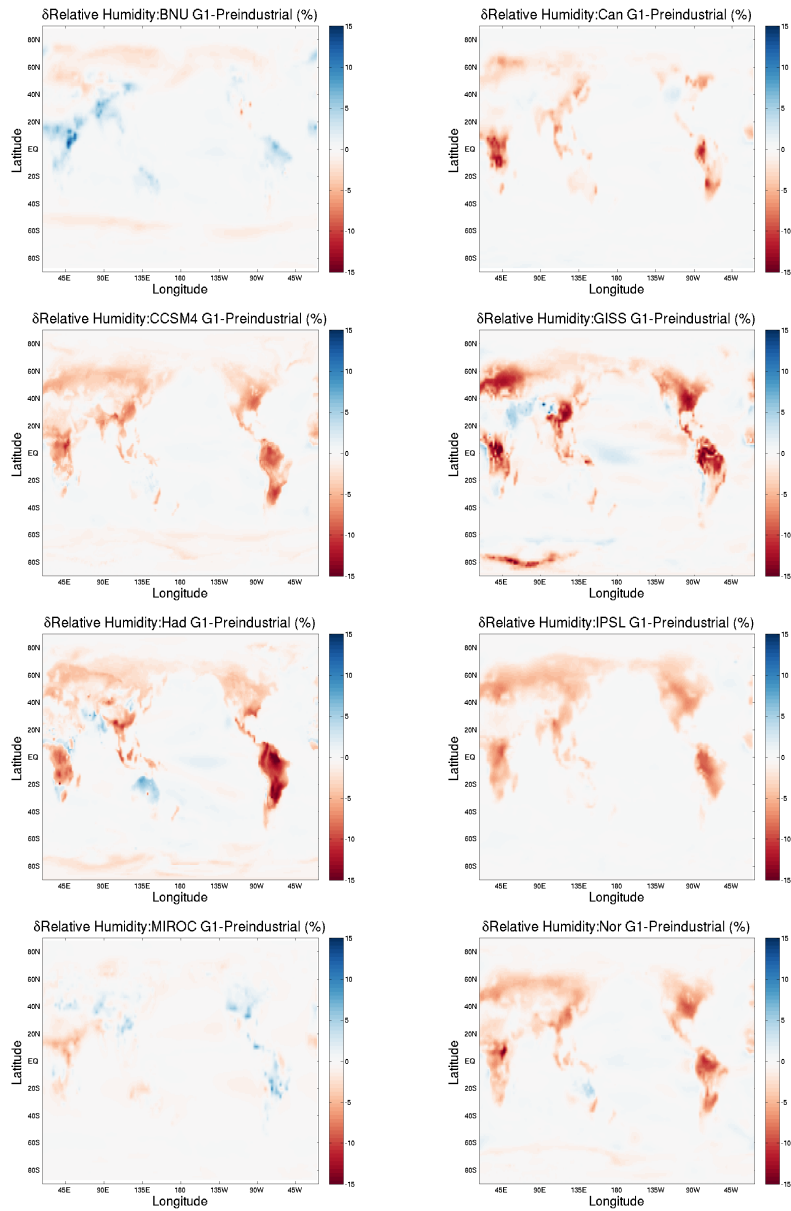 δRelative Humidity:BNU G1-Preindustrial (%)
80N
60N
40N
20N
EQ
20S
40S
60S
80S
Latitude
45E 90E 135E 180 135W 90W 45W
Longitude
15
10
5
0
-5
-10
-15
δRelative Humidity:Can G1-Preindustrial (%)
80N
60N
40N
20N
EQ
20S
40S
60S
80S
Latitude
45E 90E 135E 180 135W 90W 45W
Longitude
15
10
5
0
-5
-10
-15
δRelative Humidity:CCSM4 G1-Preindustrial (%)
80N
60N
40N
20N
EQ
20S
40S
60S
80S
Latitude
45E 90E 135E 180 135W 90W 45W
Longitude
15
10
5
0
-5
-10
-15
δRelative Humidity:GISS G1-Preindustrial (%)
80N
60N
40N
20N
EQ
20S
40S
60S
80S
Latitude
45E 90E 135E 180 135W 90W 45W
Longitude
15
10
5
0
-5
-10
-15
δRelative Humidity:Had G1-Preindustrial (%)
80N
60N
40N
20N
EQ
20S
40S
60S
80S
Latitude
45E 90E 135E 180 135W 90W 45W
Longitude
15
10
5
0
-5
-10
-15
δRelative Humidity:IPSL G1-Preindustrial (%)
80N
60N
40N
20N
EQ
20S
40S
60S
80S
Latitude
45E 90E 135E 180 135W 90W 45W
Longitude
15
10
5
0
-5
-10
-15
δRelative Humidity:MIROC G1-Preindustrial (%)
80N
60N
40N
20N
EQ
20S
40S
60S
80S
Latitude
45E 90E 135E 180 135W 90W 45W
Longitude
15
10
5
0
-5
-10
-15
δRelative Humidity:Nor G1-Preindustrial (%)
80N
60N
40N
20N
EQ
20S
40S
60S
80S
Latitude
45E 90E 135E 180 135W 90W 45W
Longitude
15
10
5
0
-5
-10
-15